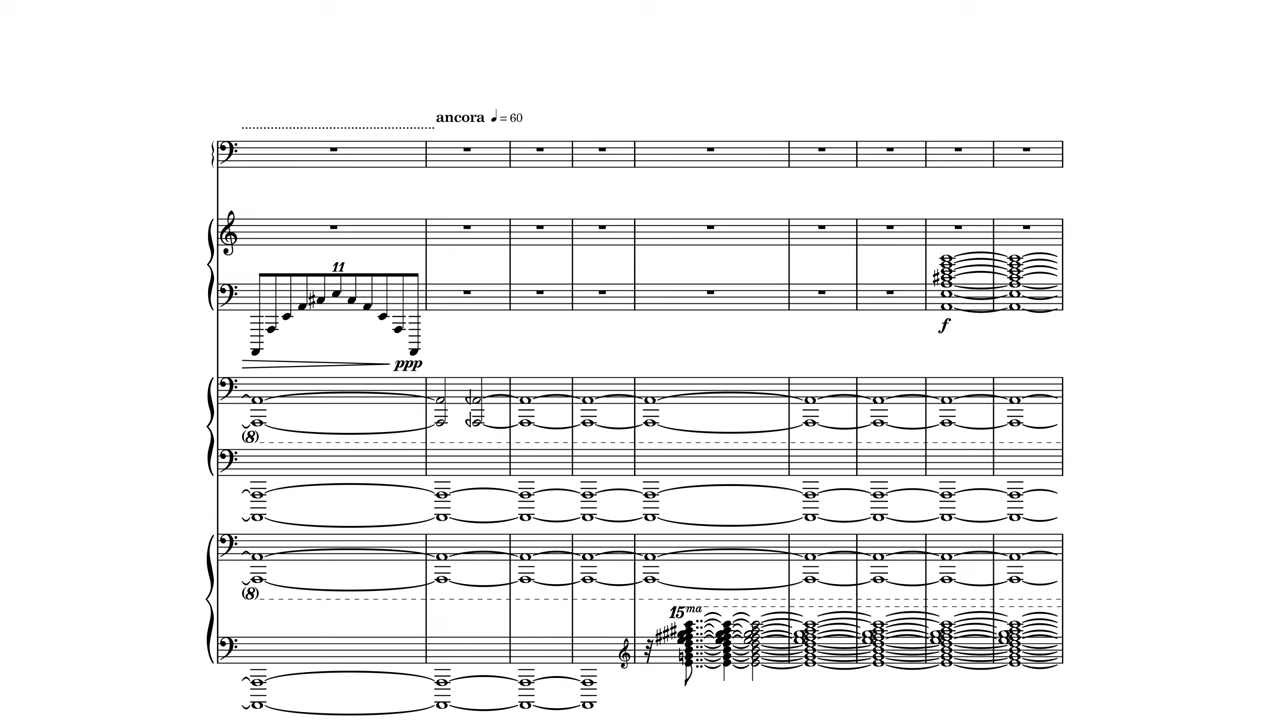 ancora ♩ = 60
11
f
ppp
(8)
(8)
15ma